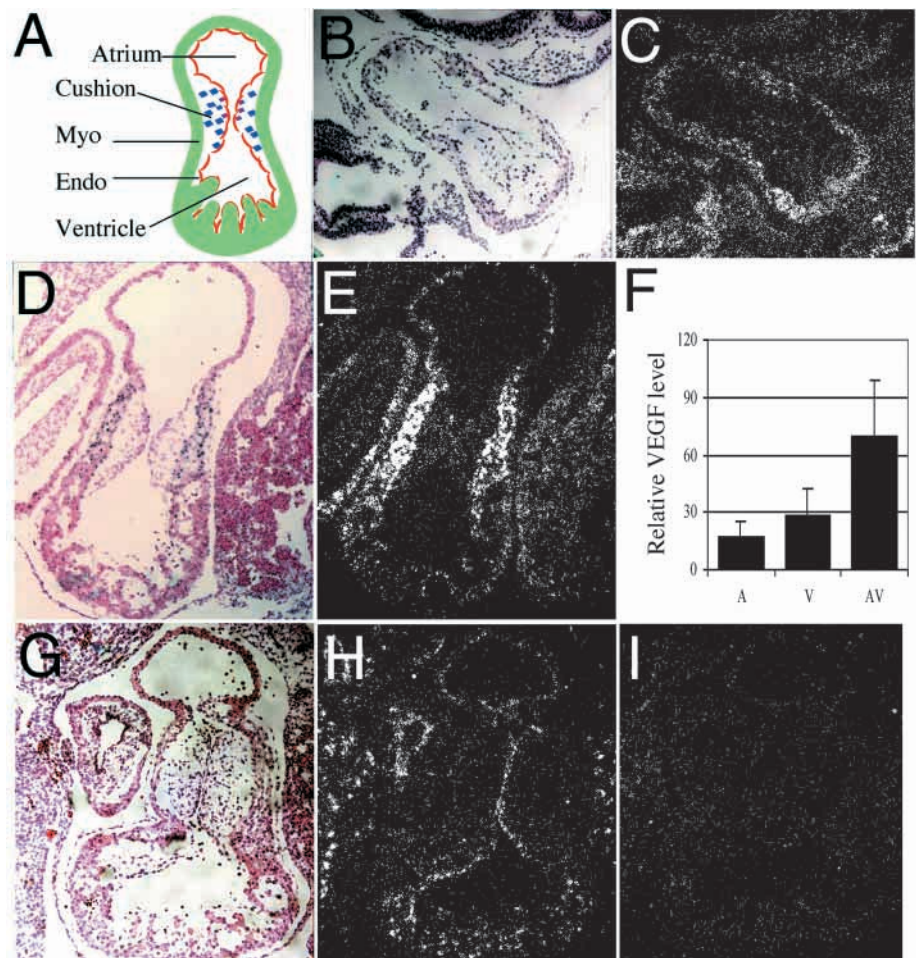 A
Atrium
Cushion
Myo
Endo
Ventricle
B
C
D
E
F
Relative VEGF level
120
90
60
30
0
A V AV
G
H
I